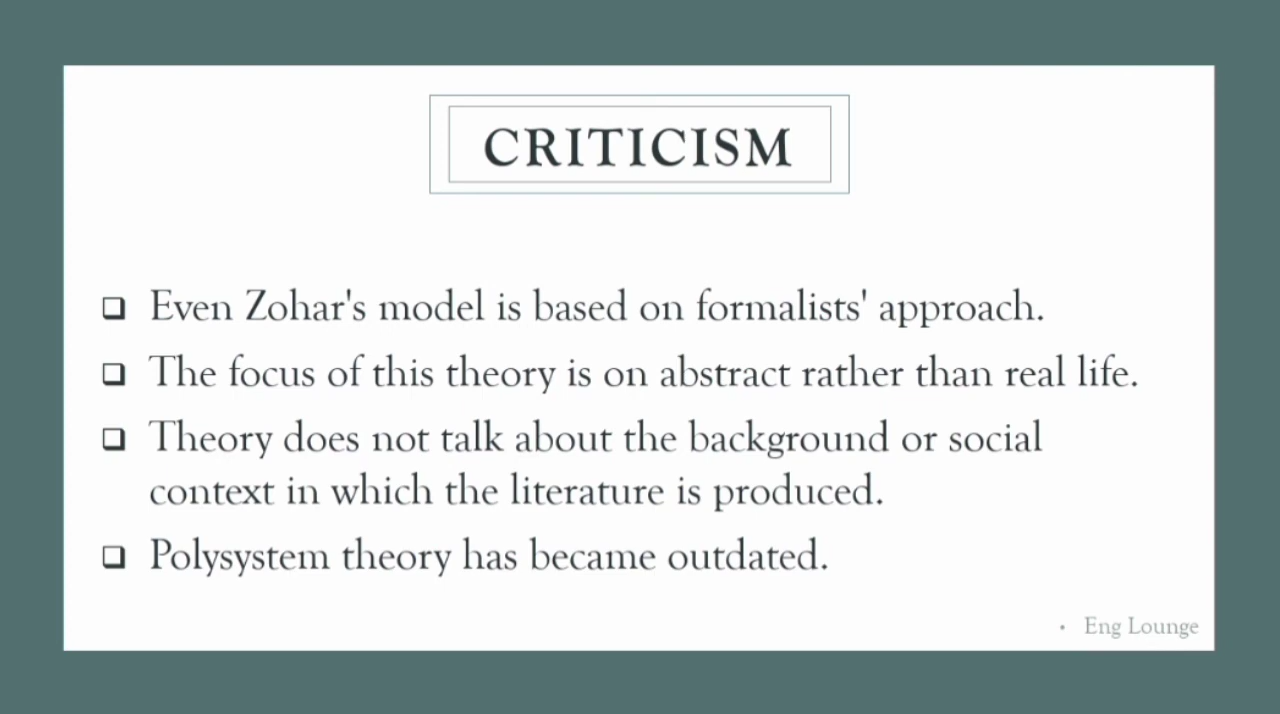 CRITICISM
Even Zohar's model is based on formalists' approach.
The focus of this theory is on abstract rather than real life.
Theory does not talk about the background or social
context in which the literature is produced.
Polysystem theory has became outdated.
• Eng Lounge